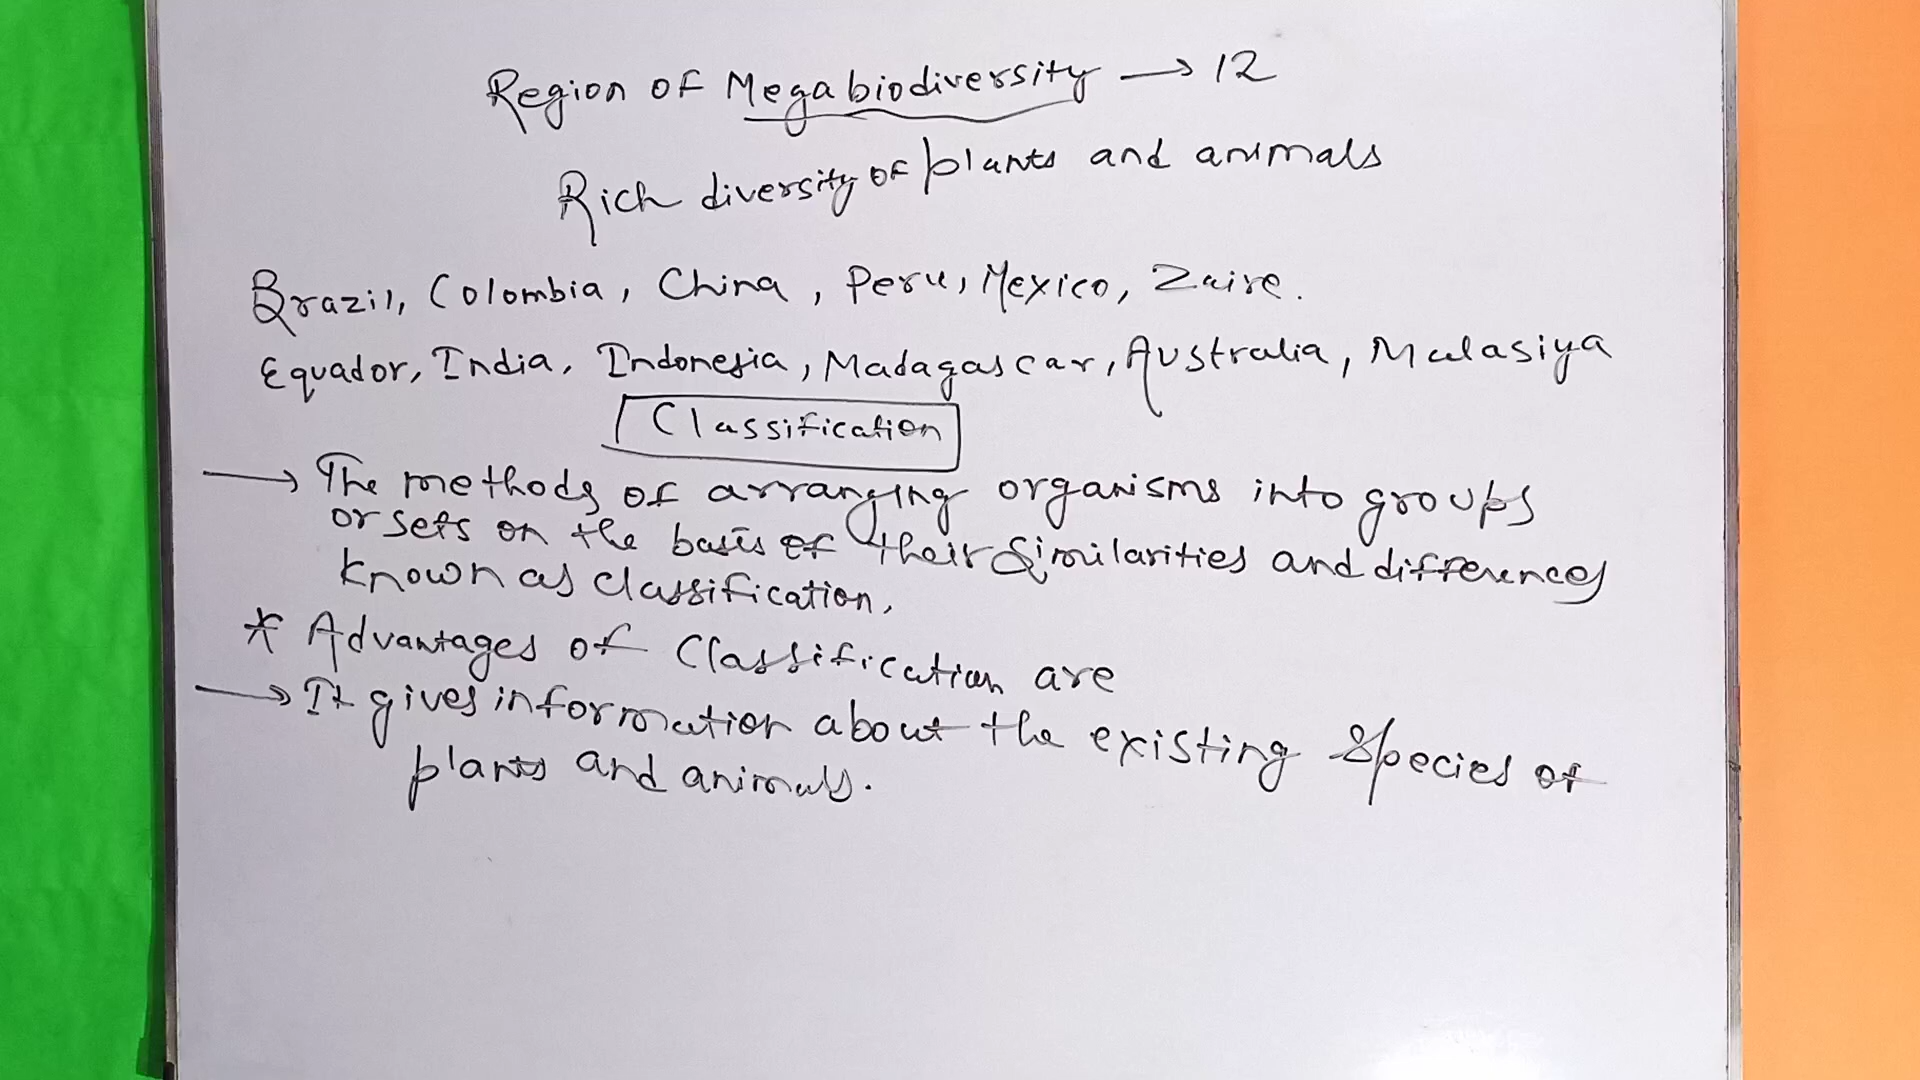 Region of Megabiodiversity → 12
Rich diversity of plants and animals
Brazil, Colombia, China, Peru, Mexico, Zaire.
Equador, India, Indonesia, Madagascar, Australia, Malasiya
Classification
→ The methods of arranging organisms into groups
or sets on the basis of their similarities and differences
known as classification.
* Advantages of Classification are
→ It gives information about the existing species of
plants and animals.